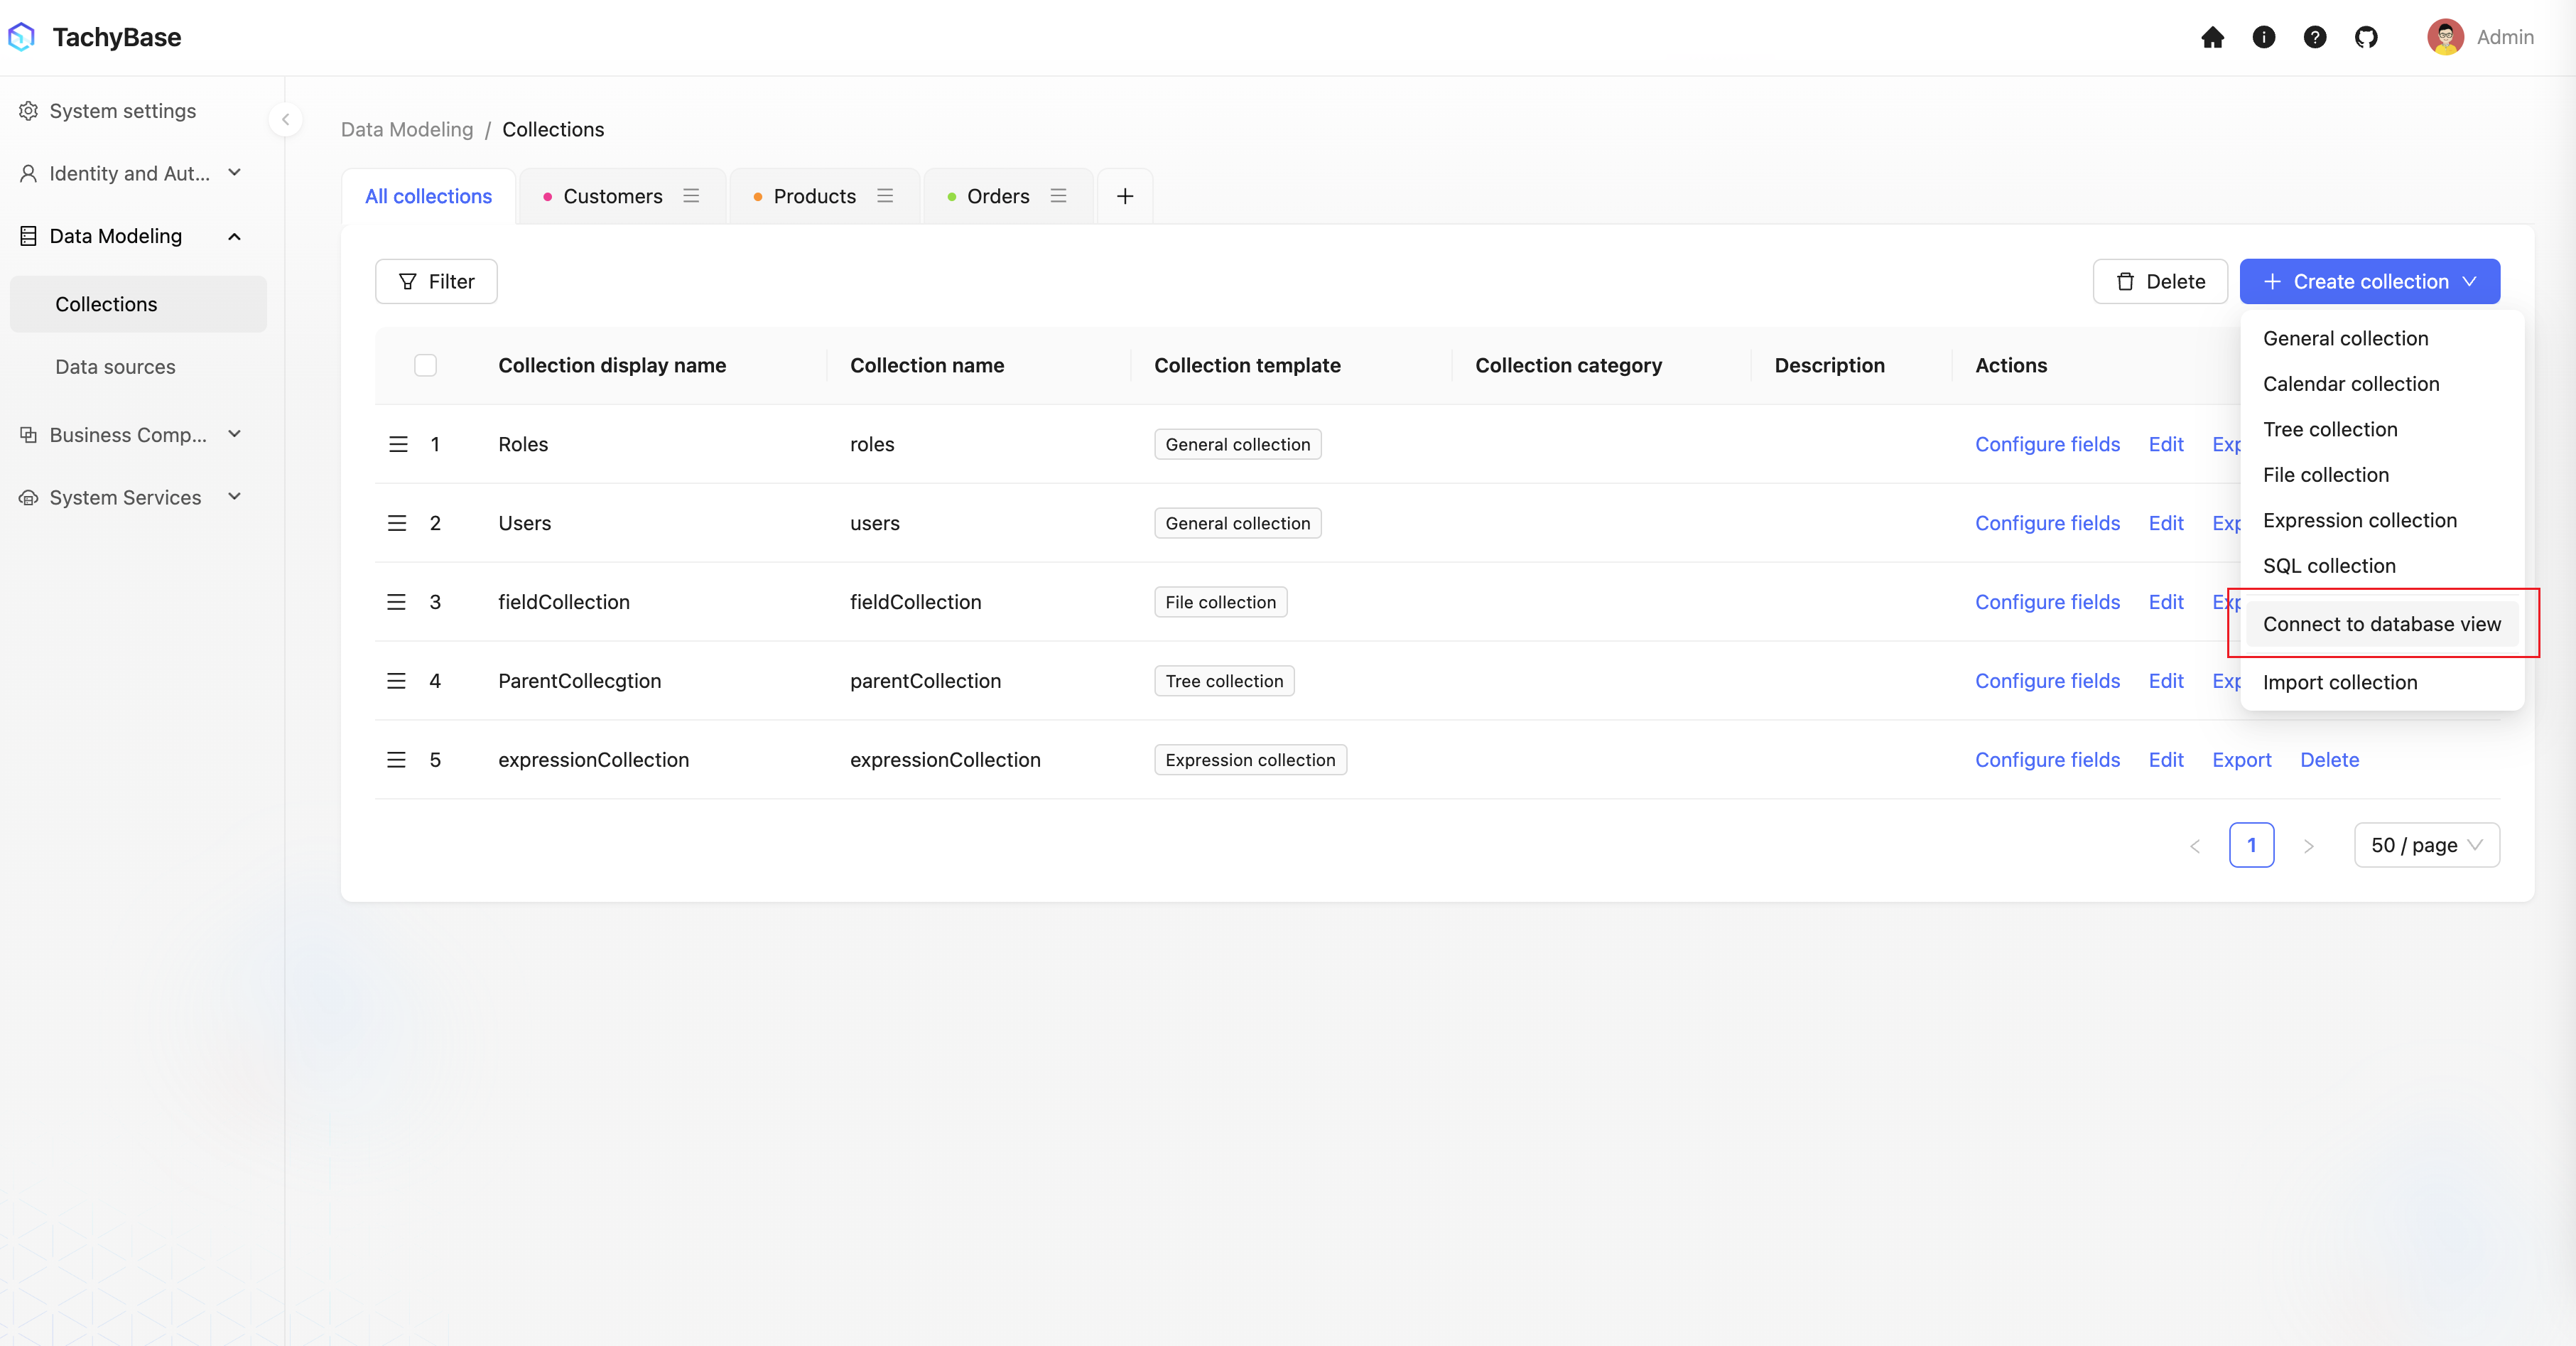 TachyBase
Admin
System settings
Identity and Aut...
Data Modeling
Collections
Data sources
Business Comp...
System Services
Data Modeling / Collections
All collections
Customers
Products
Orders
Filter
Delete
Create collection
Collection display name
Collection name
Collection template
Collection category
Description
Actions
1 Roles roles General collection Configure fields Edit Exp
2 Users users General collection Configure fields Edit Exp
3 fieldCollection fieldCollection File collection Configure fields Edit Exp
4 ParentCollecgtion parentCollection Tree collection Configure fields Edit Exp
5 expressionCollection expressionCollection Expression collection Configure fields Edit Export Delete
General collection
Calendar collection
Tree collection
File collection
Expression collection
SQL collection
Connect to database view
Import collection
1
50 / page